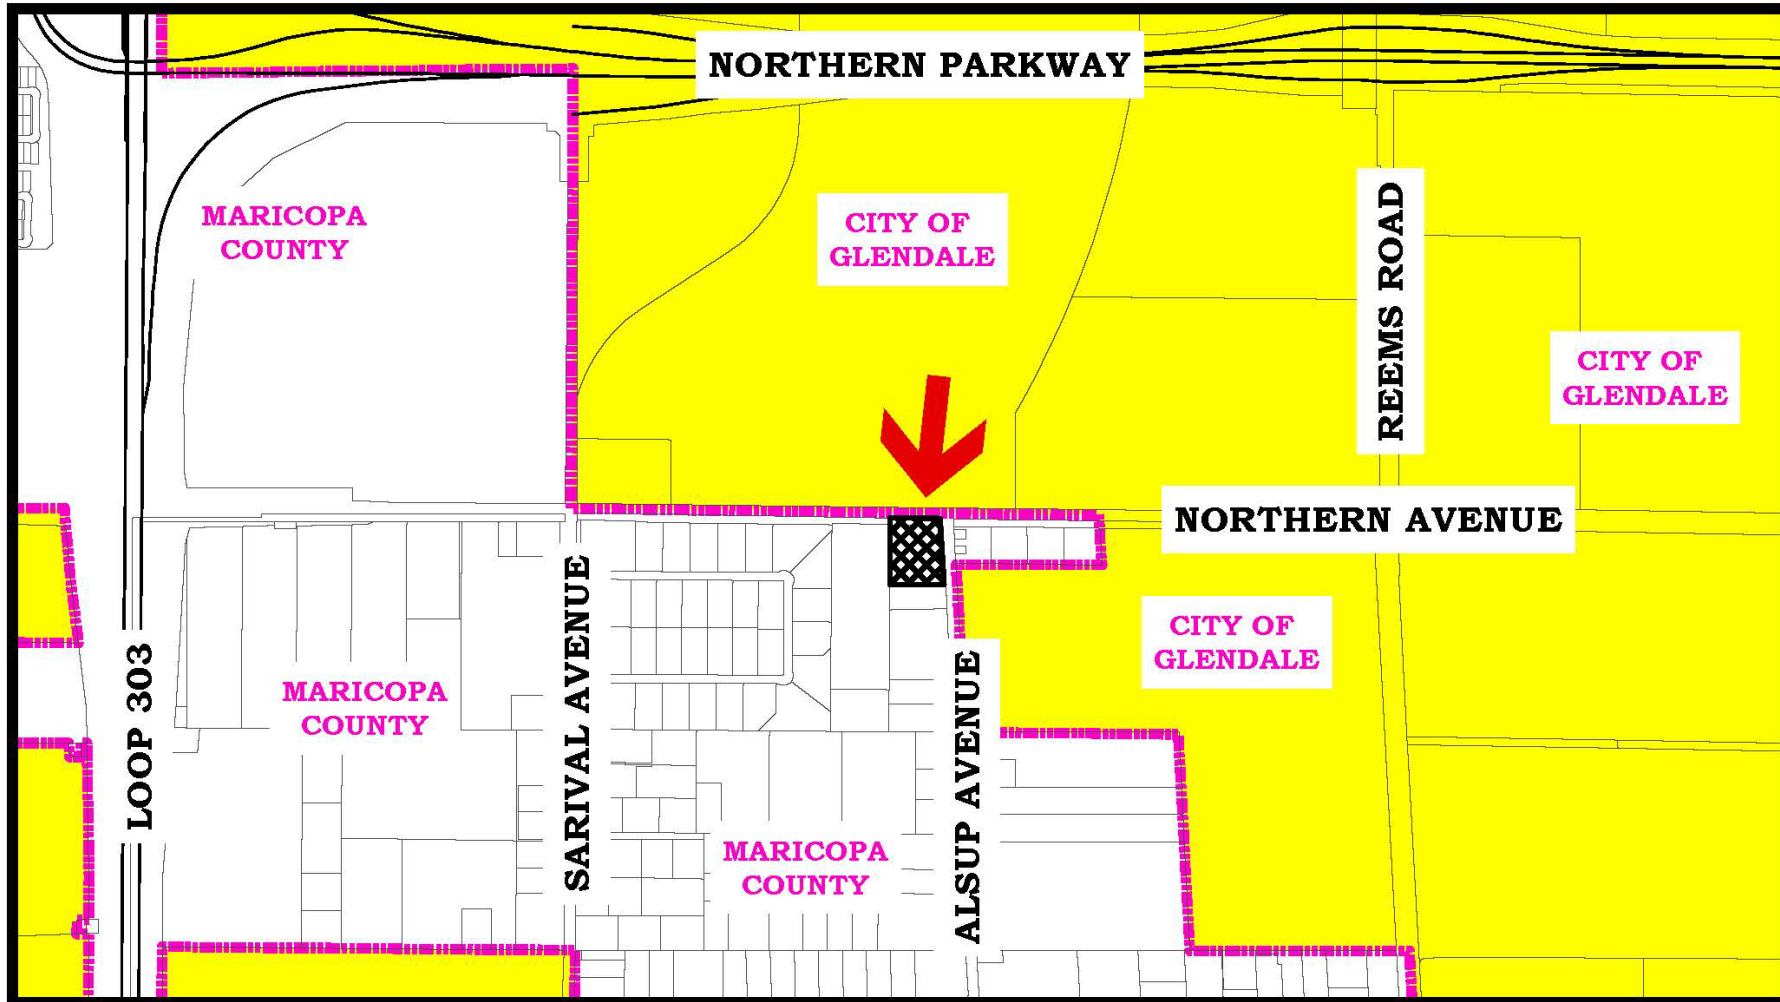 NORTHERN PARKWAY
MARICOPA
COUNTY
CITY OF
GLENDALE
REEMS ROAD
CITY OF
GLENDALE
NORTHERN AVENUE
LOOP 303
MARICOPA
COUNTY
SARIVAL AVENUE
CITY OF
GLENDALE
ALSUP AVENUE
MARICOPA
COUNTY